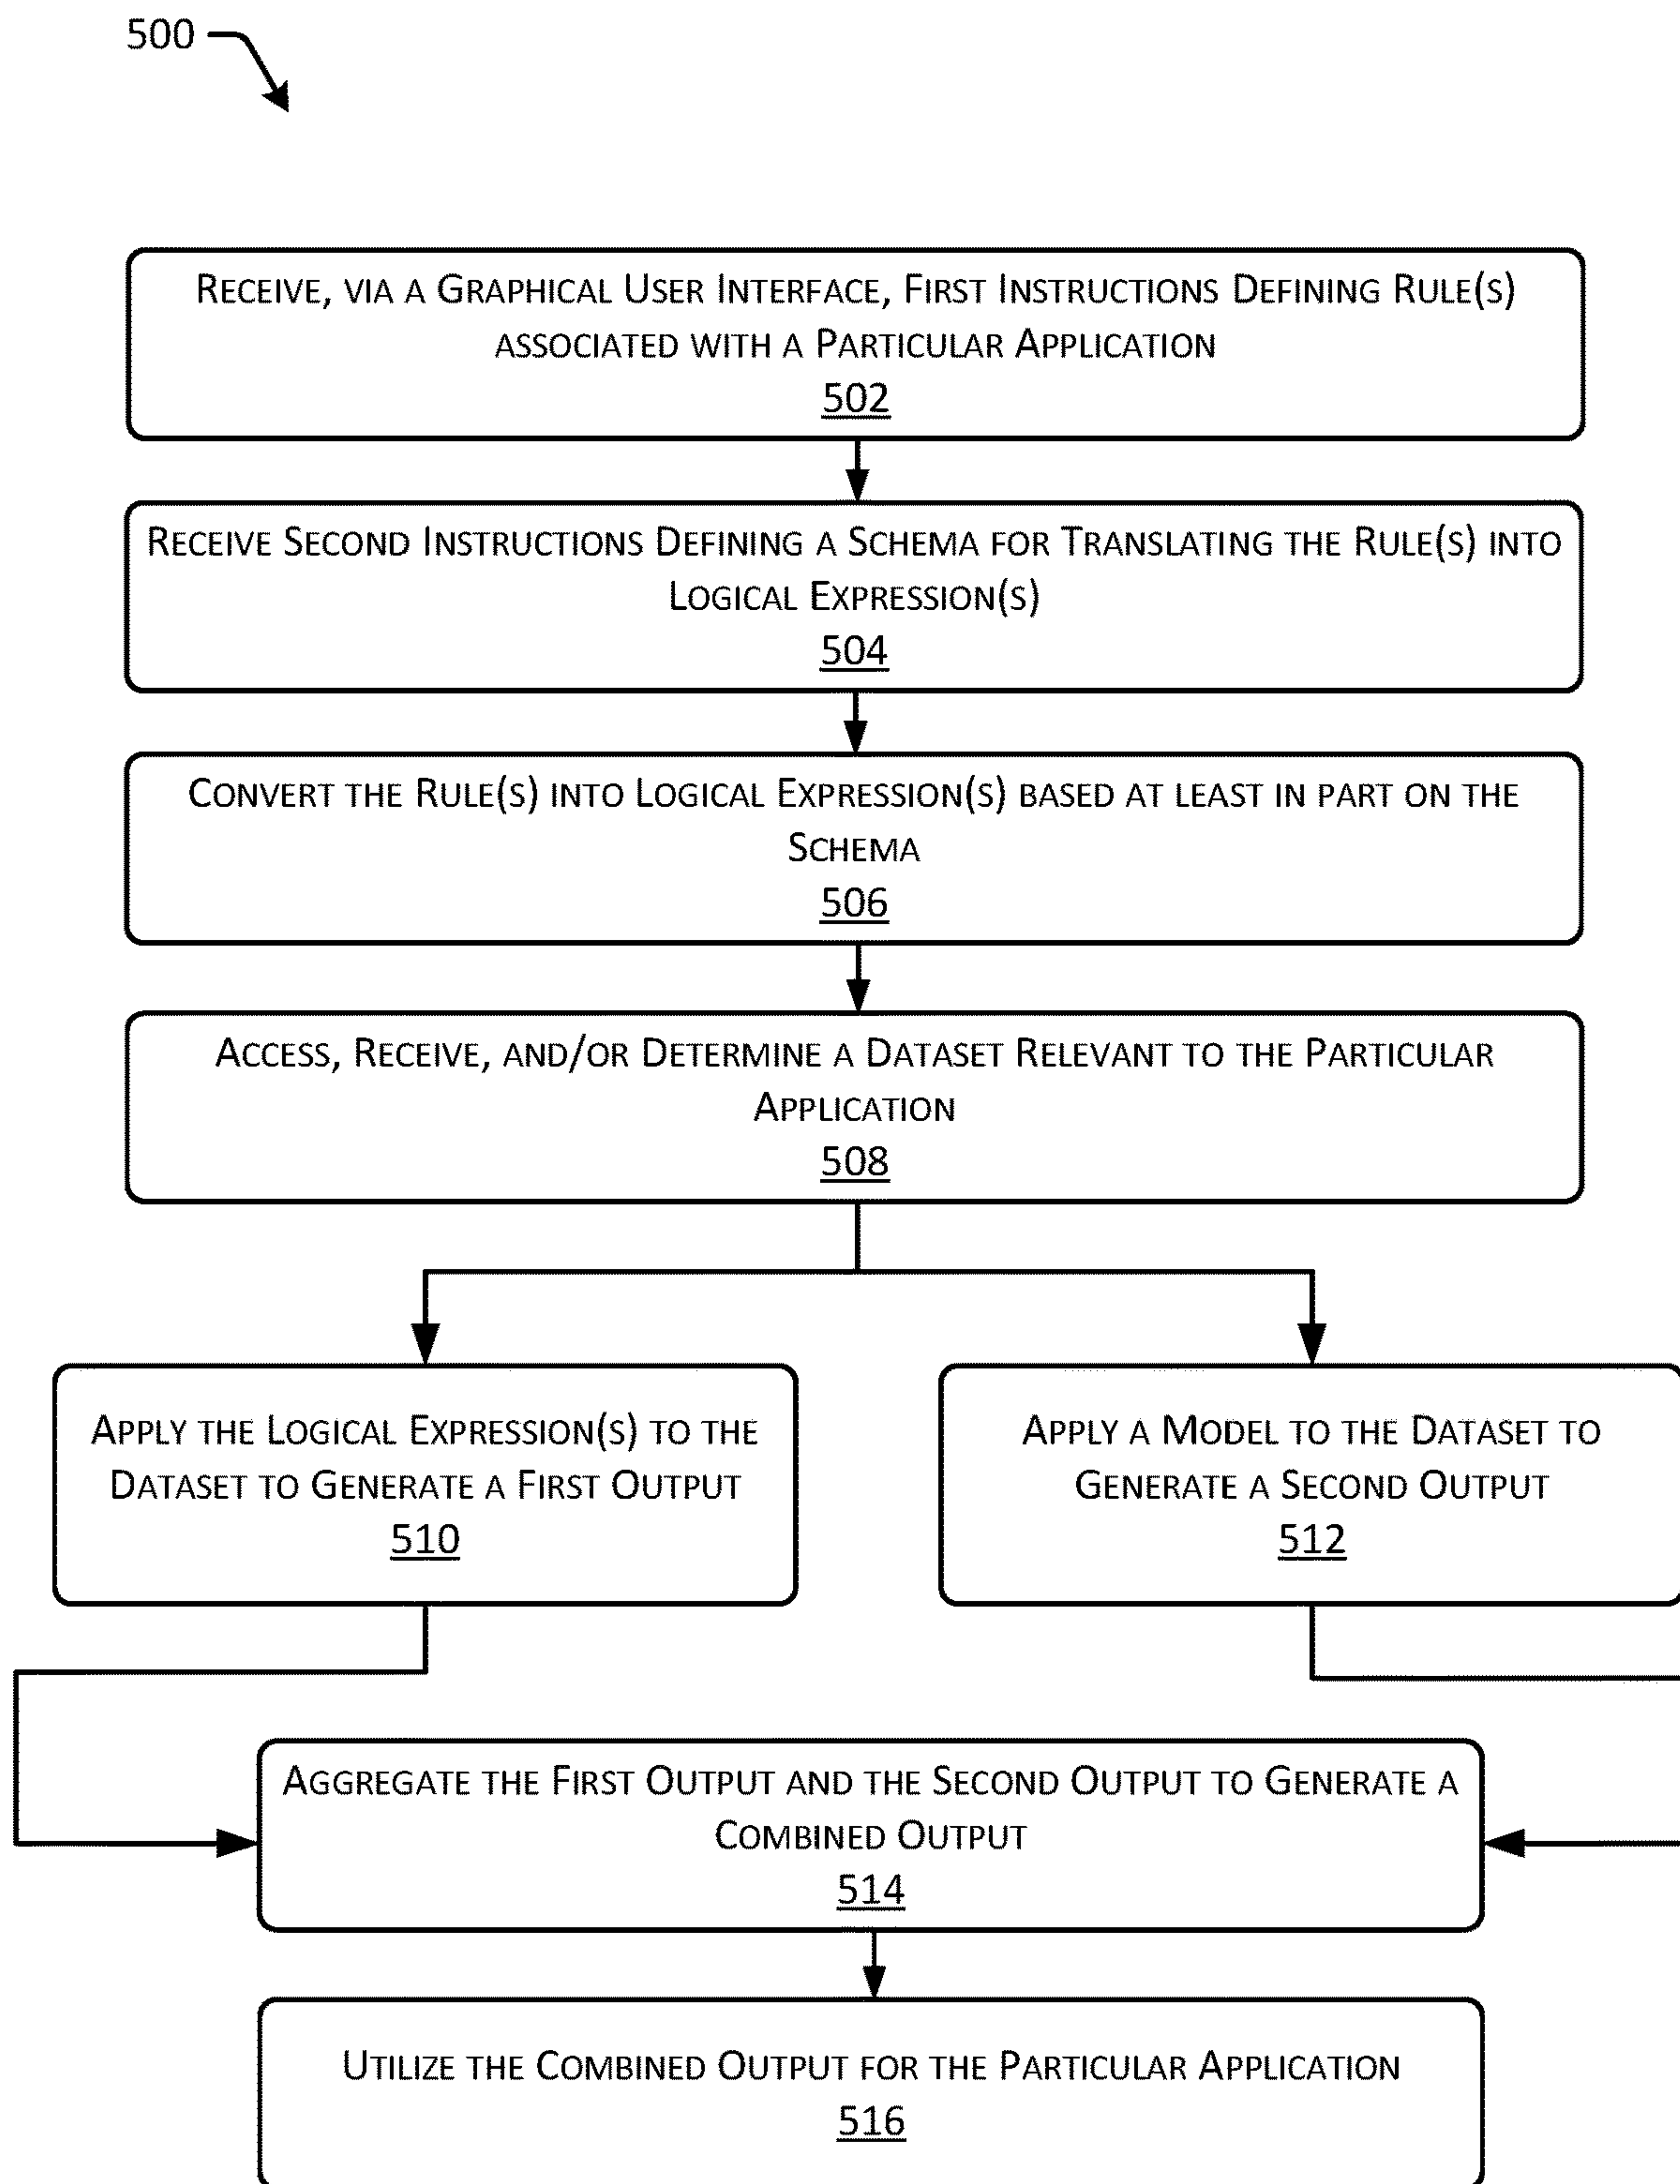 500
Receive, via a Graphical User Interface, First Instructions Defining Rule(s)
associated with a Particular Application
502
Receive Second Instructions Defining a Schema for Translating the Rule(s) into
Logical Expression(s)
504
Convert the Rule(s) into Logical Expression(s) based at least in part on the
Schema
506
Access, Receive, and/or Determine a Dataset Relevant to the Particular
Application
508
Apply the Logical Expression(s) to the
Dataset to Generate a First Output
510
Apply a Model to the Dataset to
Generate a Second Output
512
Aggregate the First Output and the Second Output to Generate a
Combined Output
514
Utilize the Combined Output for the Particular Application
516